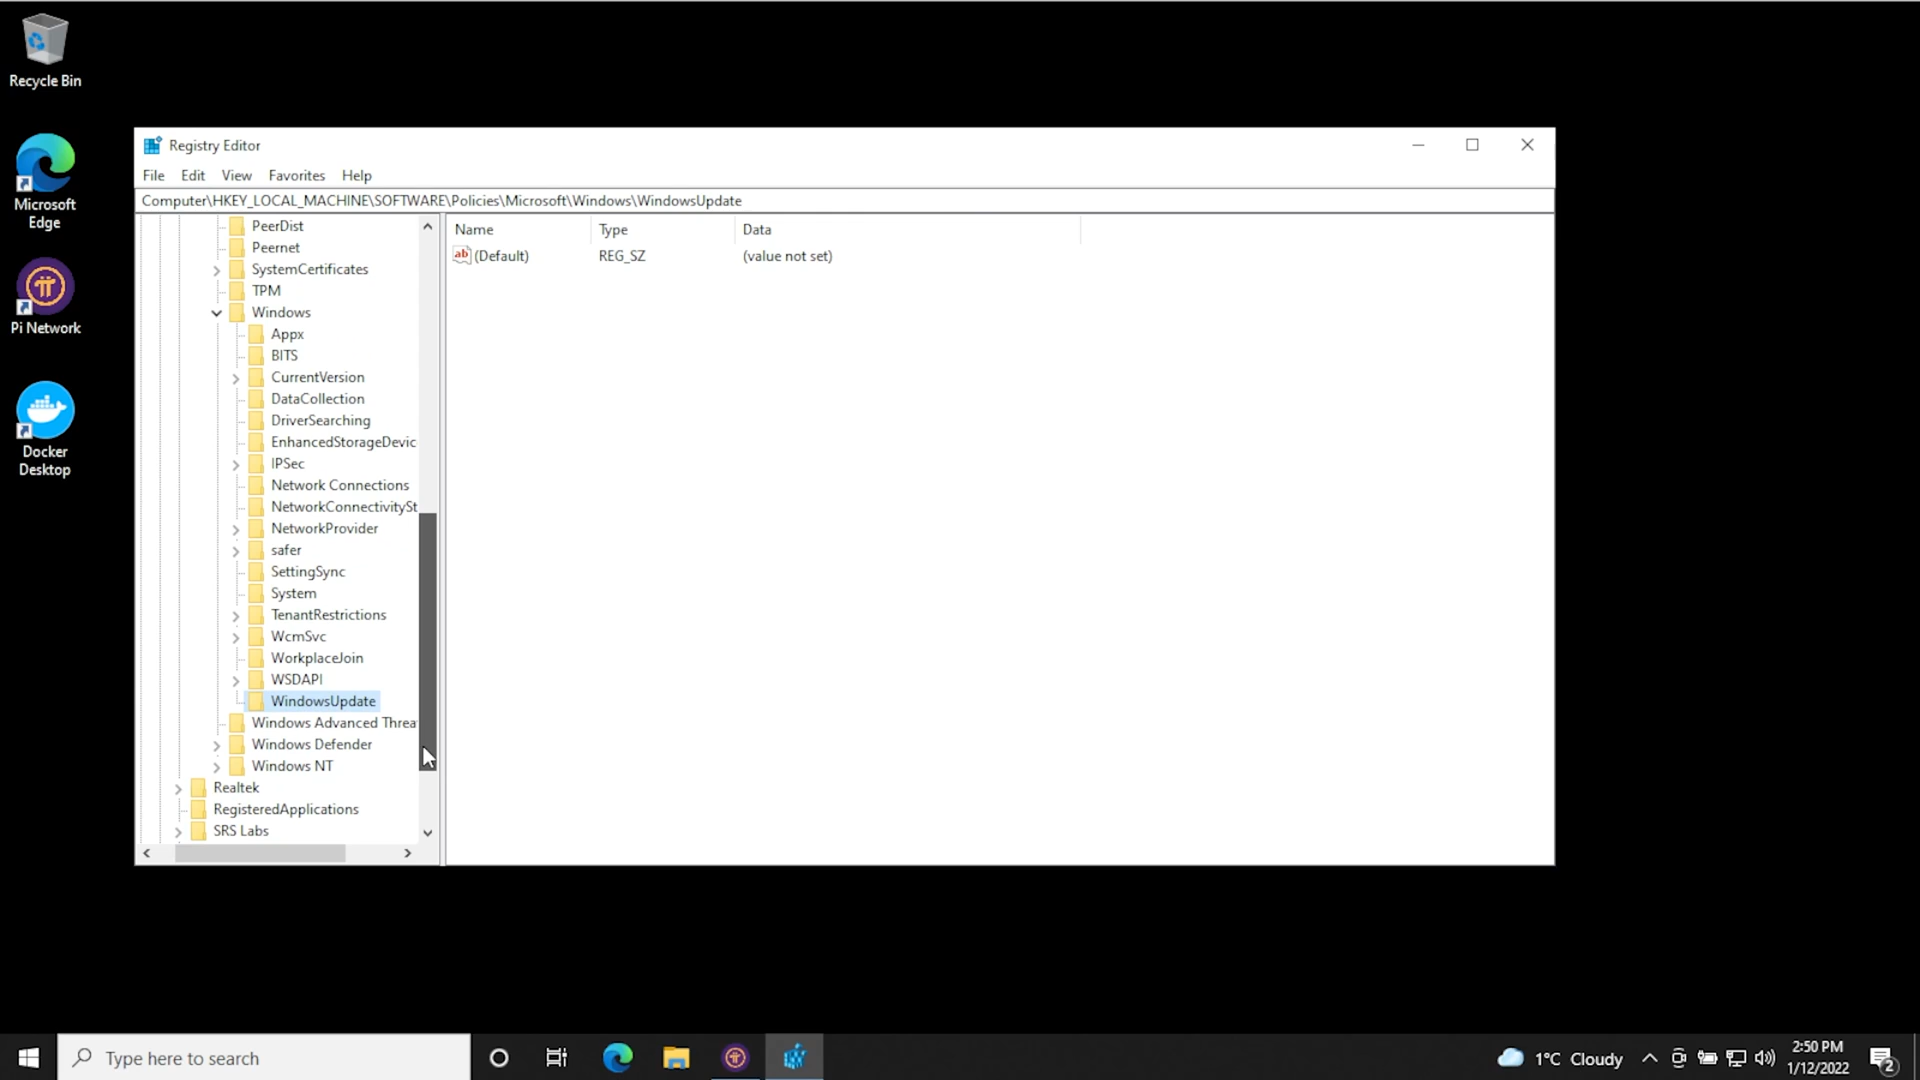 Recycle Bin
Microsoft
Edge
Pi Network
Docker
Desktop
Registry Editor
File Edit View Favorites Help
Computer\HKEY_LOCAL_MACHINE\SOFTWARE\Policies\Microsoft\Windows\WindowsUpdate
PeerDist
Peernet
SystemCertificates
TPM
Windows
Appx
BITS
CurrentVersion
DataCollection
DriverSearching
EnhancedStorageDevic
IPSec
Network Connections
NetworkConnectivitySt
NetworkProvider
safer
SettingSync
System
TenantRestrictions
WcmSvc
WorkplaceJoin
WSDAPI
WindowsUpdate
Windows Advanced Threa
Windows Defender
Windows NT
Realtek
RegisteredApplications
SRS Labs
Name Type Data
ab (Default) REG_SZ (value not set)
Type here to search
1°C Cloudy
2:50 PM
1/12/2022
2